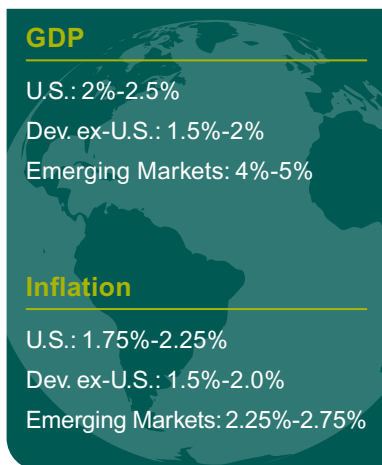 GDP
U.S.: 2%-2.5%
Dev. ex-U.S.: 1.5%-2%
Emerging Markets: 4%-5%
Inflation
U.S.: 1.75%-2.25%
Dev. ex-U.S.: 1.5%-2.0%
Emerging Markets: 2.25%-2.75%